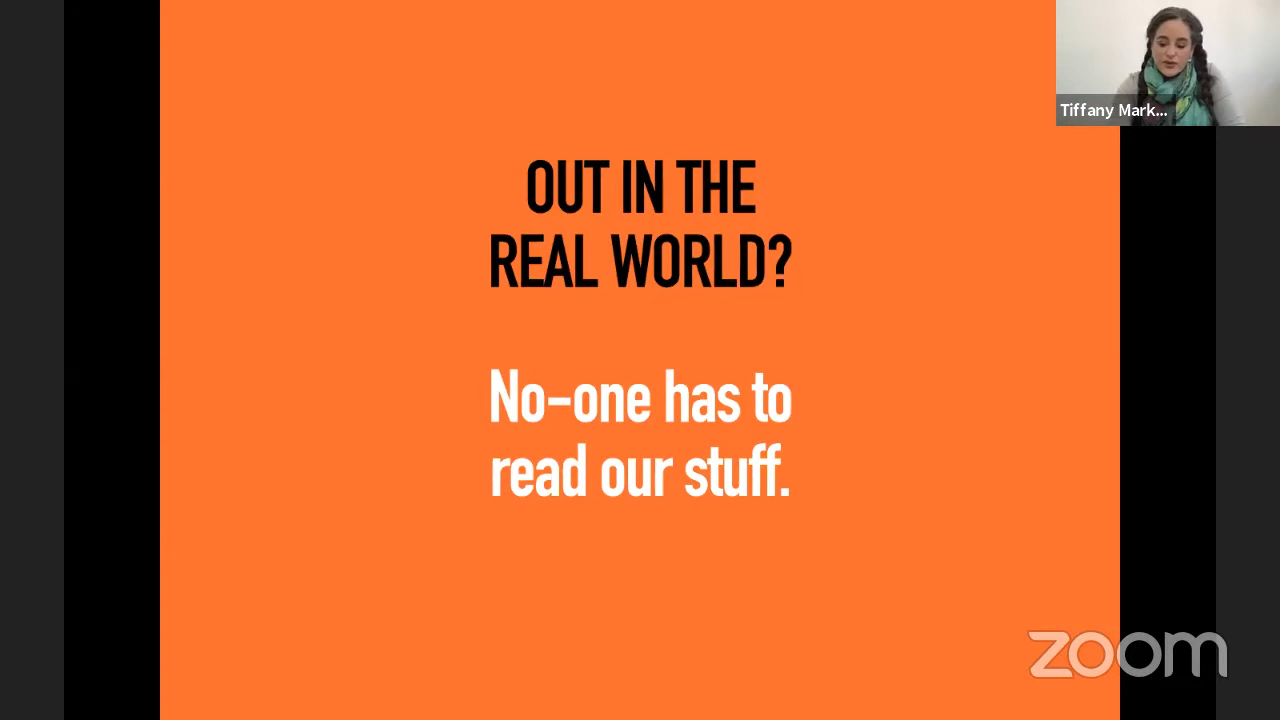 OUT IN THE
REAL WORLD?
No-one has to
read our stuff.
Tiffany Mark...
zoom